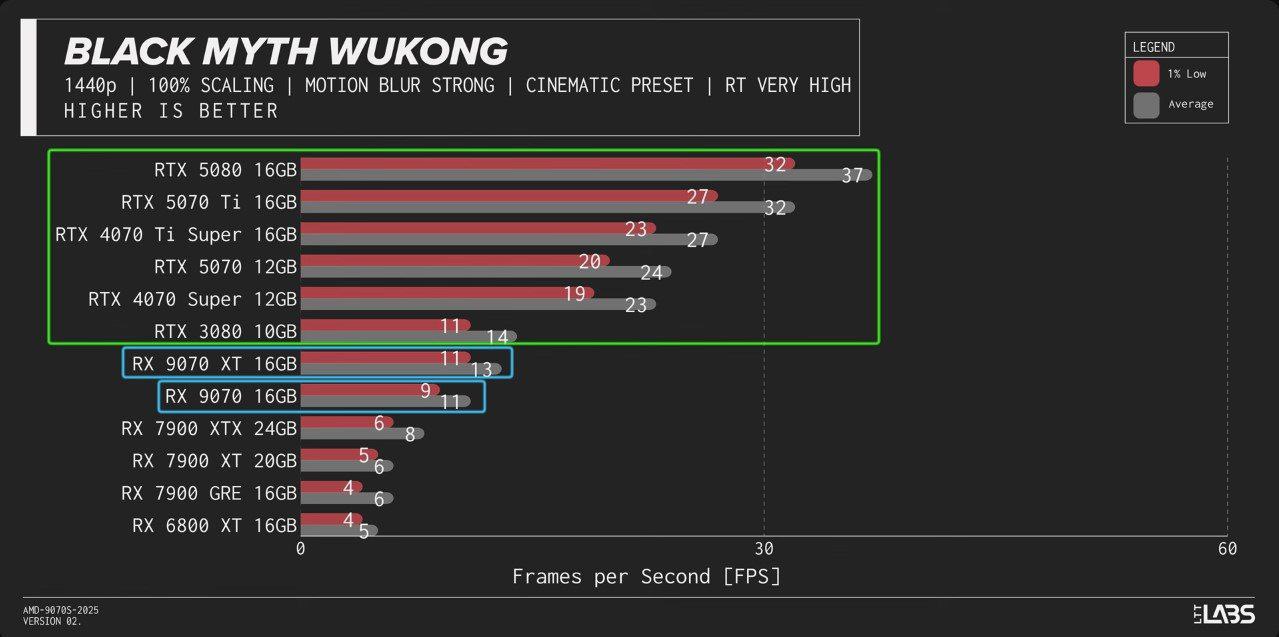 BLACK MYTH WUKONG
1440p | 100% SCALING | MOTION BLUR STRONG | CINEMATIC PRESET | RT VERY HIGH
HIGHER IS BETTER
LEGEND
1% Low
Average
RTX 5080 16GB 32 37
RTX 5070 Ti 16GB 27 32
RTX 4070 Ti Super 16GB 23 27
RTX 5070 12GB 20 24
RTX 4070 Super 12GB 19 23
RTX 3080 10GB 11 14
RX 9070 XT 16GB 11 13
RX 9070 16GB 9 11
RX 7900 XTX 24GB 6 8
RX 7900 XT 20GB 5 6
RX 7900 GRE 16GB 4 6
RX 6800 XT 16GB 4 5
0 30 60
Frames per Second [FPS]
AMD-9070S-2025
VERSION 02.
LTT LABS